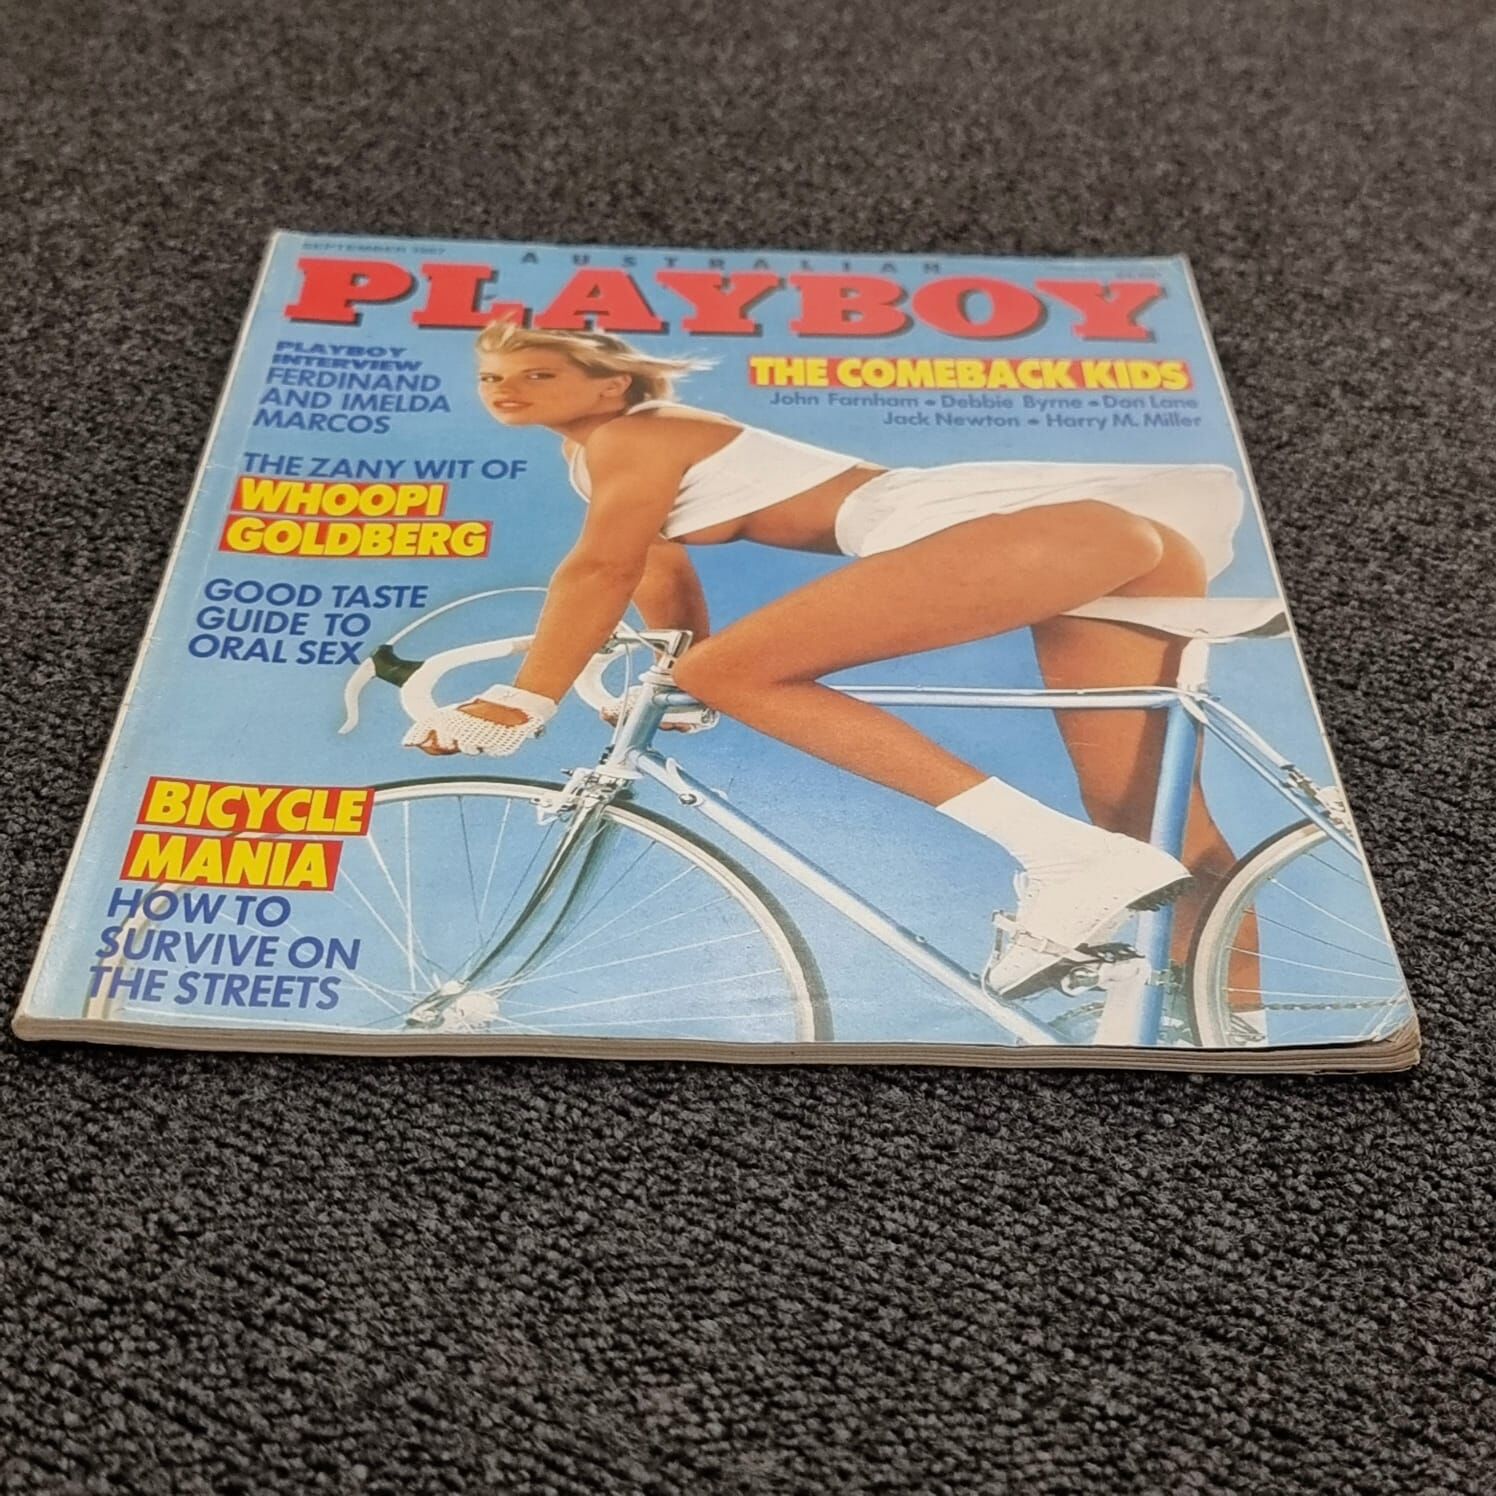 SEPTEMBER 1987
AUSTRALIAN
PLAYBOY
PLAYBOY
INTERVIEW
FERDINAND
AND IMELDA
MARCOS
THE ZANY WIT OF
WHOOPI
GOLDBERG
GOOD TASTE
GUIDE TO
ORAL SEX
BICYCLE
MANIA
HOW TO
SURVIVE ON
THE STREETS
THE COMEBACK KIDS
John Farnham • Debbie Byrne • Don Lane
Jack Newton • Harry M. Miller